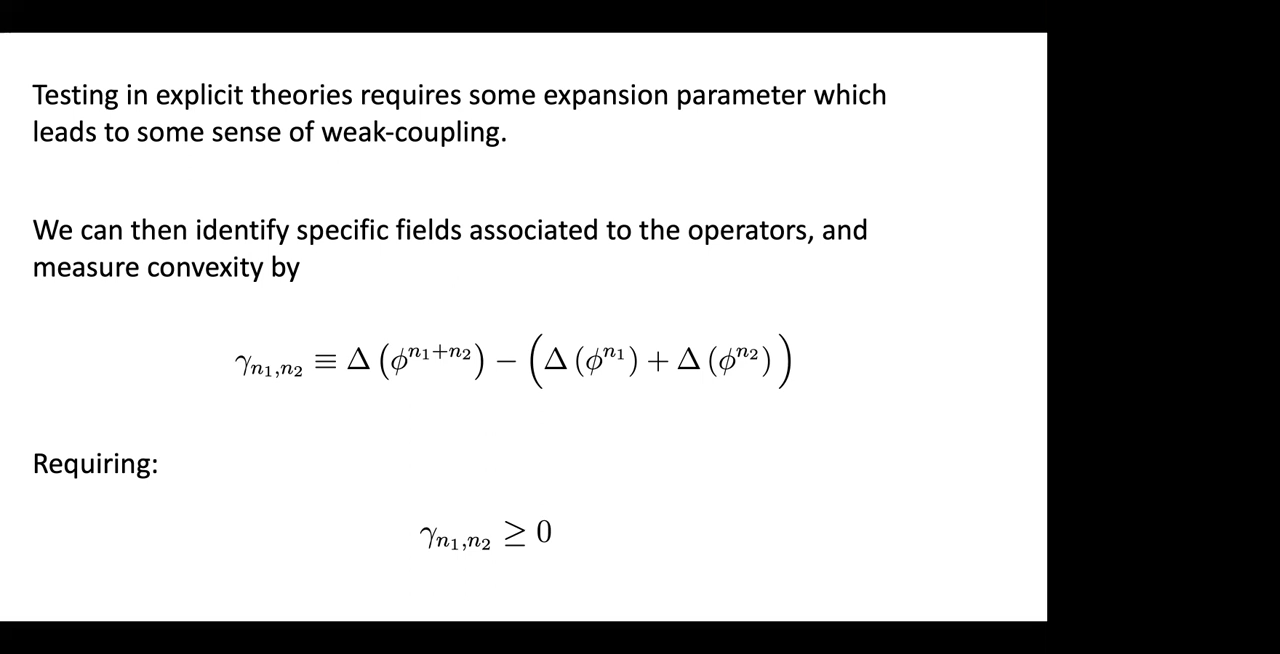 Testing in explicit theories requires some expansion parameter which
leads to some sense of weak-coupling.
We can then identify specific fields associated to the operators, and
measure convexity by
γ_{n₁,n₂} ≡ Δ (ϕ^{n₁+n₂}) − (Δ (ϕ^{n₁}) + Δ (ϕ^{n₂}))
Requiring:
γ_{n₁,n₂} ≥ 0